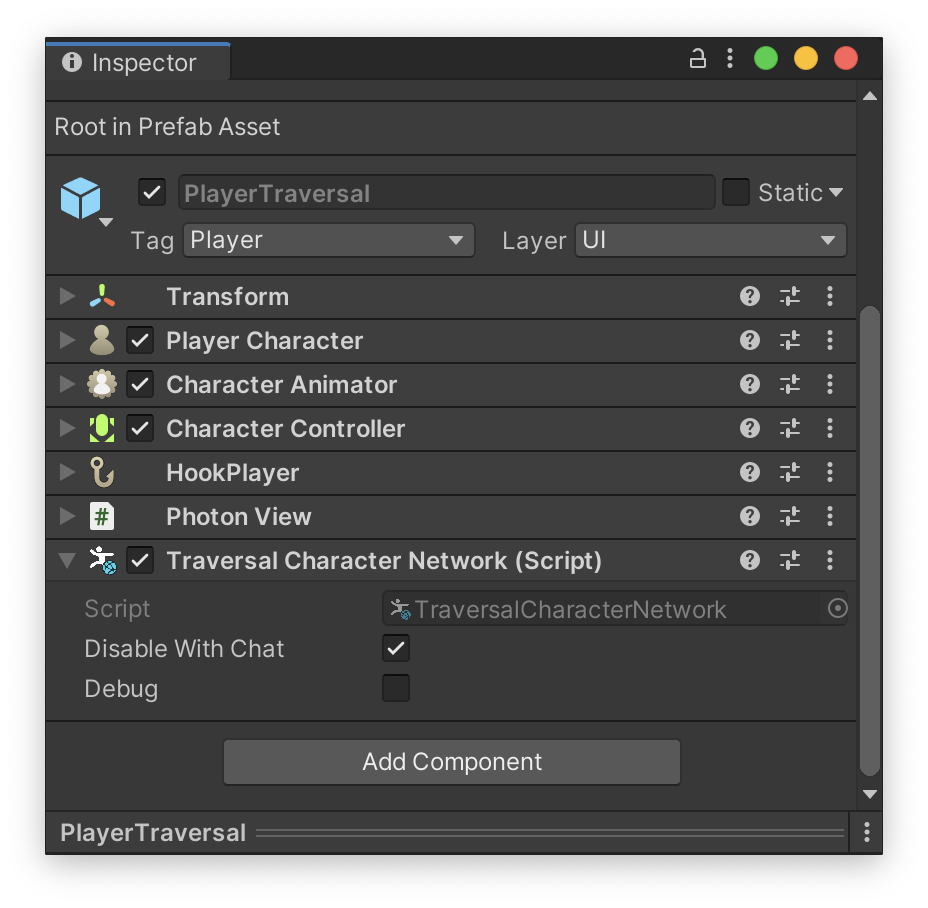 Inspector
Root in Prefab Asset
PlayerTraversal Static
Tag Player Layer UI
Transform
Player Character
Character Animator
Character Controller
HookPlayer
# Photon View
Traversal Character Network (Script)
Script TraversalCharacterNetwork
Disable With Chat
Debug
Add Component
PlayerTraversal